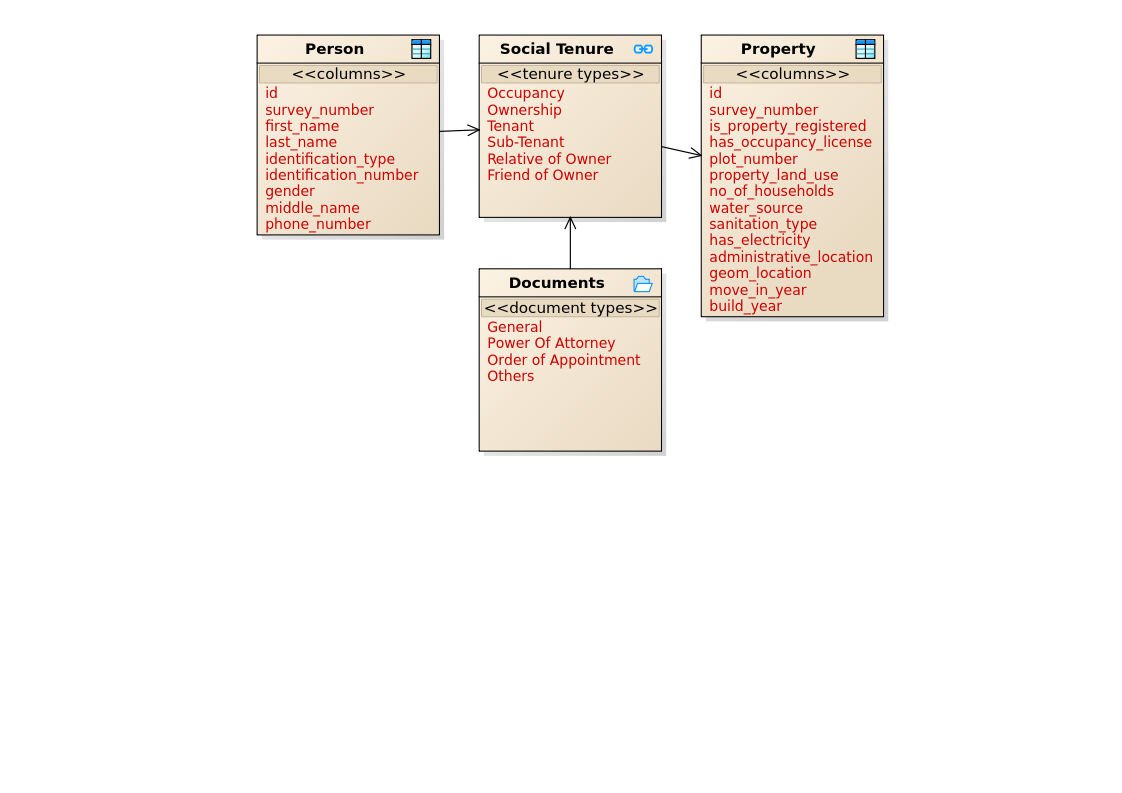 Person
<<columns>>
id
survey_number
first_name
last_name
identification_type
identification_number
gender
middle_name
phone_number
Social Tenure
<<tenure types>>
Occupancy
Ownership
Tenant
Sub-Tenant
Relative of Owner
Friend of Owner
Property
<<columns>>
id
survey_number
is_property_registered
has_occupancy_license
plot_number
property_land_use
no_of_households
water_source
sanitation_type
has_electricity
administrative_location
geom_location
move_in_year
build_year
Documents
<<document types>>
General
Power Of Attorney
Order of Appointment
Others